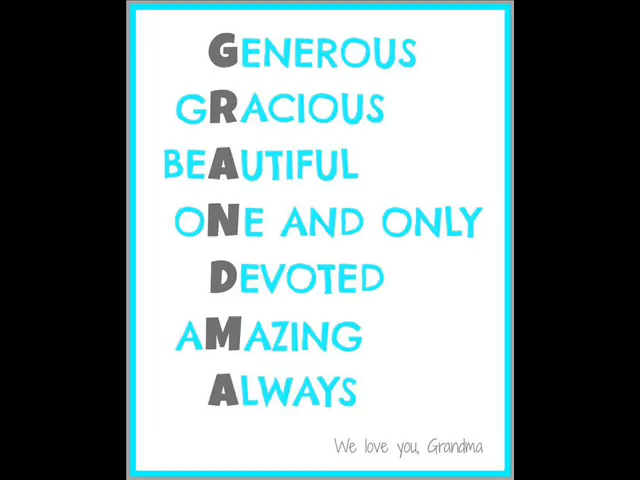 GENEROUS
GRACIOUS
BEAUTIFUL
ONE AND ONLY
DEVOTED
AMAZING
ALWAYS
We love you, Grandma